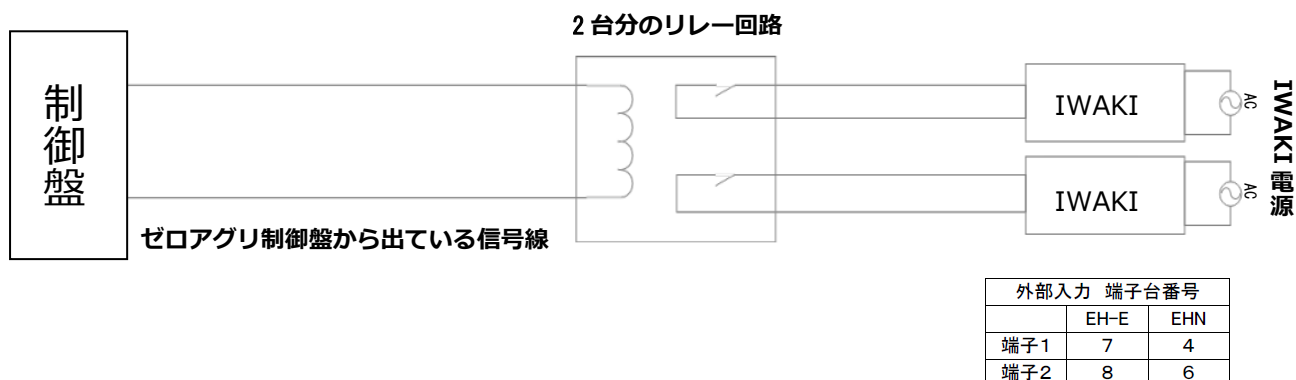 2台分のリレー回路
制御盤
IWAKI
AC
IWAKI
AC
IWAKI 電源
ゼロアグリ制御盤から出ている信号線
外部入力 端子台番号
EH-E EHN
端子1 7 4
端子2 8 6